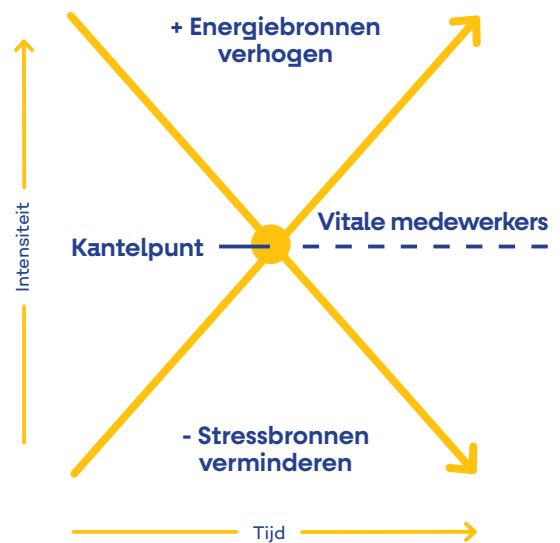 + Energiebronnen
verhogen
Intensiteit
Vitale medewerkers
Kantelpunt
- Stressbronnen
verminderen
Tijd